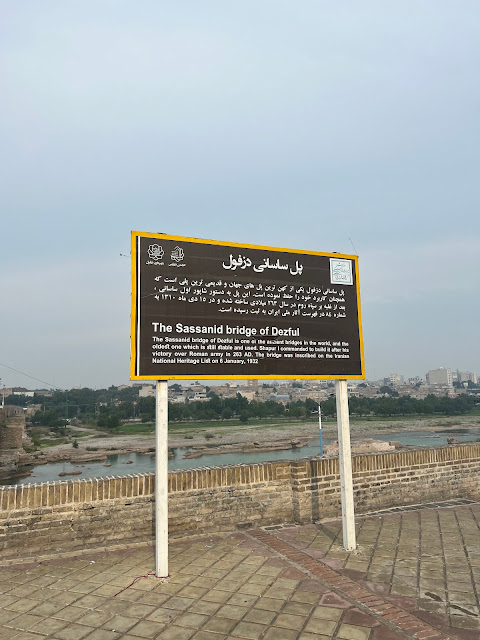 پل ساسانی دزفول
پل ساسانی دزفول یکی از کهن ترین پل های جهان و قدیمی ترین پلی است که
همچنان کاربرد خود را حفظ نموده است. این پل به دستور شاپور اول ساسانی ،
بعد از غلبه بر سپاه روم در سال ۲۶۳ میلادی ساخته شده و در ۱۵ دی ماه ۱۳۱۰ به
شماره ۸۴ در فهرست آثار ملی ایران به ثبت رسیده است.
The Sassanid bridge of Dezful
The Sassanid bridge of Dezful is one of the ancient bridges in the world, and the
oldest one which is still stable and used. Shapur I commanded to build it after his
victory over Roman army in 263 AD. The bridge was inscribed on the Iranian
National Heritage List on 6 January, 1932